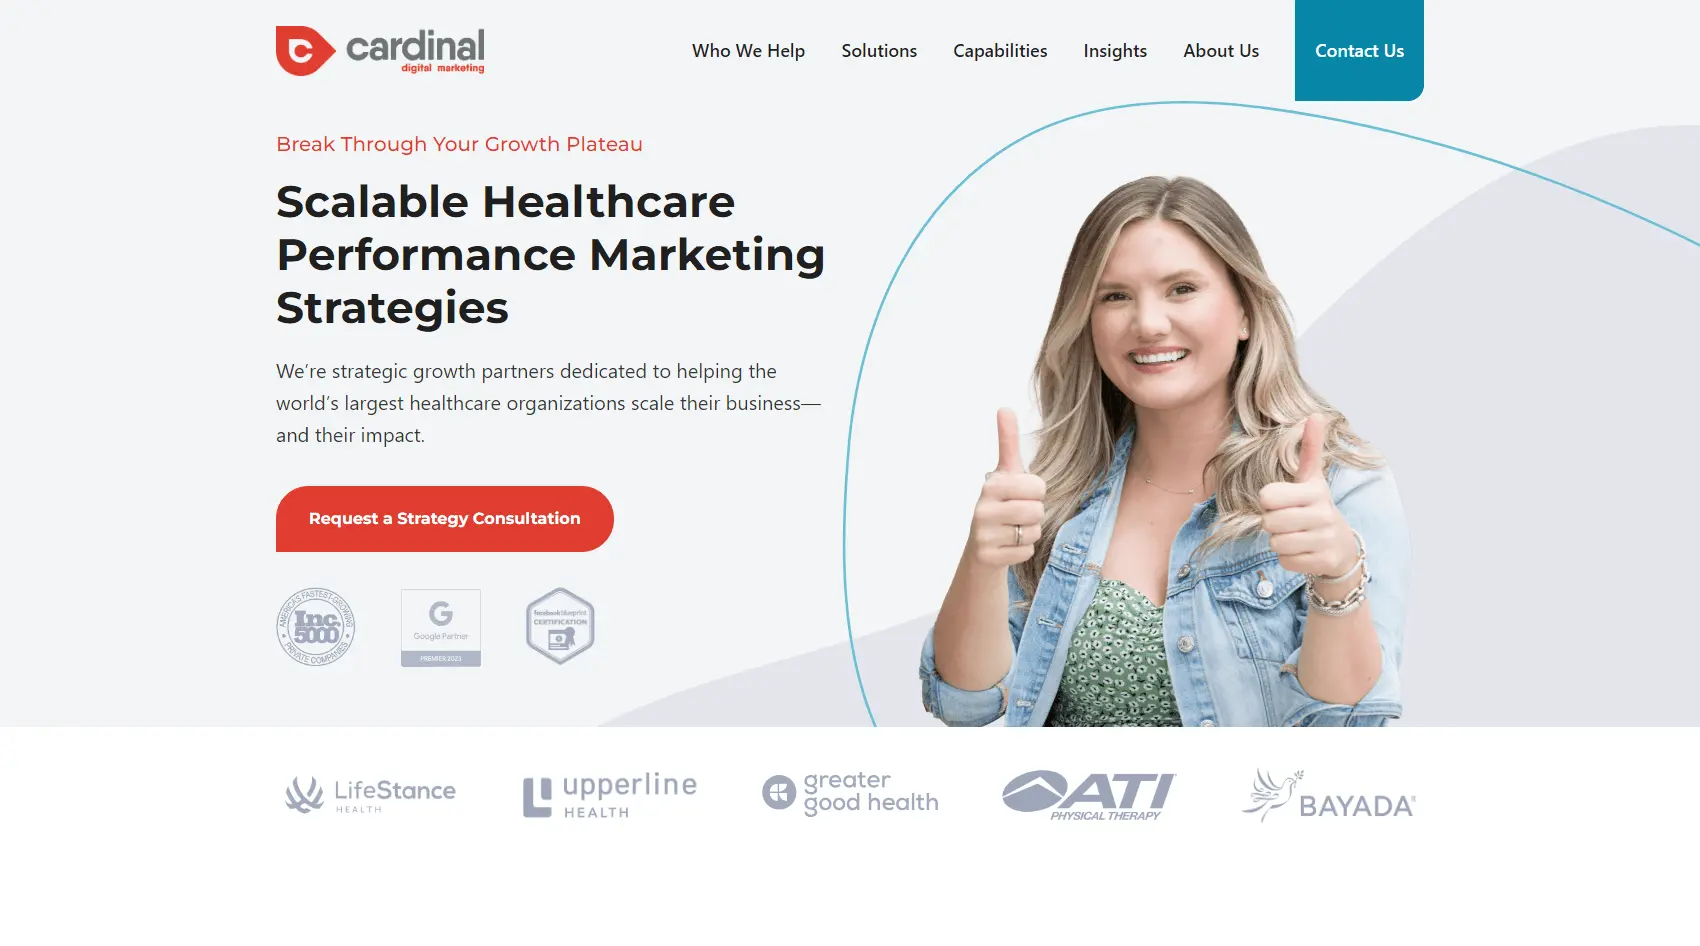 cardinal
digital marketing
Who We Help
Solutions
Capabilities
Insights
About Us
Contact Us
Break Through Your Growth Plateau
Scalable Healthcare
Performance Marketing
Strategies
We’re strategic growth partners dedicated to helping the
world’s largest healthcare organizations scale their business—
and their impact.
Request a Strategy Consultation
AMERICA'S FASTEST-GROWING
Inc.
5000
PRIVATE COMPANIES
G
Google Partner
PREMIER 2023
facebook blueprint
CERTIFICATION
LifeStance
HEALTH
upperline
HEALTH
greater
good health
ATI
PHYSICAL THERAPY
BAYADA®